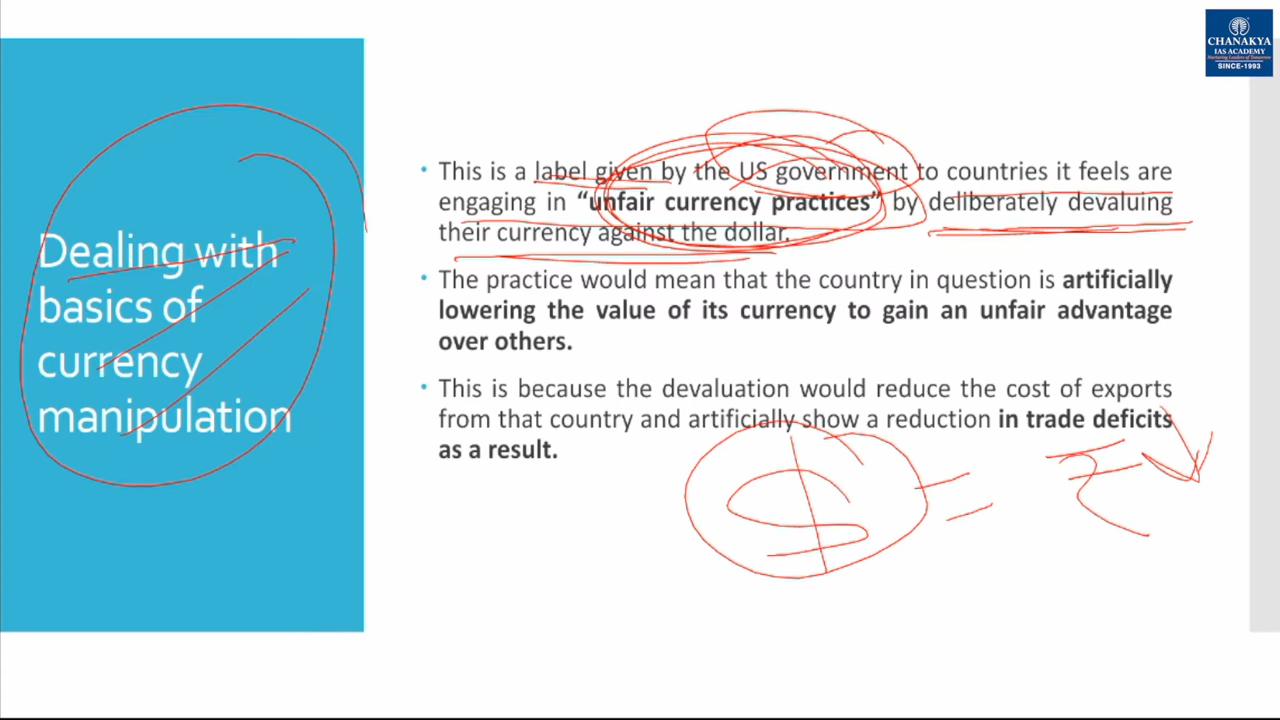 CHANAKYA
IAS ACADEMY
Nurturing Leaders of Tomorrow
SINCE-1993
Dealing with
basics of
currency
manipulation
• This is a label given by the US government to countries it feels are
engaging in “unfair currency practices” by deliberately devaluing
their currency against the dollar.
• The practice would mean that the country in question is artificially
lowering the value of its currency to gain an unfair advantage
over others.
• This is because the devaluation would reduce the cost of exports
from that country and artificially show a reduction in trade deficits
as a result.
$ = ₹